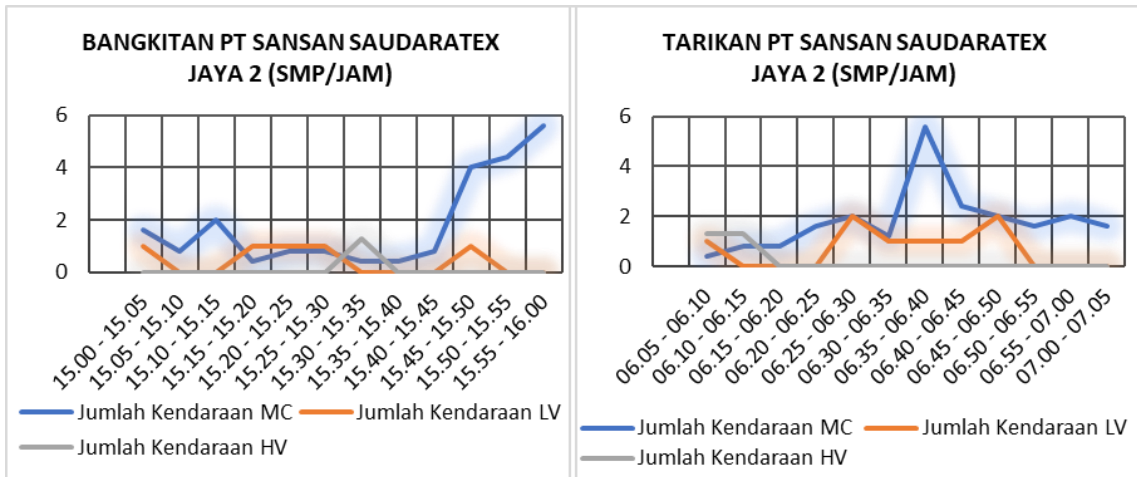 BANGKITAN PT SANSAN SAUDARATEX
JAYA 2 (SMP/JAM)
6
4
2
0
15.00 - 15.05
15.05 - 15.10
15.10 - 15.15
15.15 - 15.20
15.20 - 15.25
15.25 - 15.30
15.30 - 15.35
15.35 - 15.40
15.40 - 15.45
15.45 - 15.50
15.50 - 15.55
15.55 - 16.00
Jumlah Kendaraan MC
Jumlah Kendaraan LV
Jumlah Kendaraan HV
TARIKAN PT SANSAN SAUDARATEX
JAYA 2 (SMP/JAM)
6
4
2
0
06.05 - 06.10
06.10 - 06.15
06.15 - 06.20
06.20 - 06.25
06.25 - 06.30
06.30 - 06.35
06.35 - 06.40
06.40 - 06.45
06.45 - 06.50
06.50 - 06.55
06.55 - 07.00
07.00 - 07.05
Jumlah Kendaraan MC
Jumlah Kendaraan LV
Jumlah Kendaraan HV